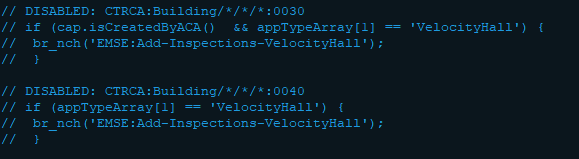 // DISABLED: CTRCA:Building/*/*/*:0030
// if (cap.isCreatedByACA()  && appTypeArray[1] == 'VelocityHall') {
//  br_nch('EMSE:Add-Inspections-VelocityHall');
//  }
// DISABLED: CTRCA:Building/*/*/*:0040
// if (appTypeArray[1] == 'VelocityHall') {
//  br_nch('EMSE:Add-Inspections-VelocityHall');
//  }